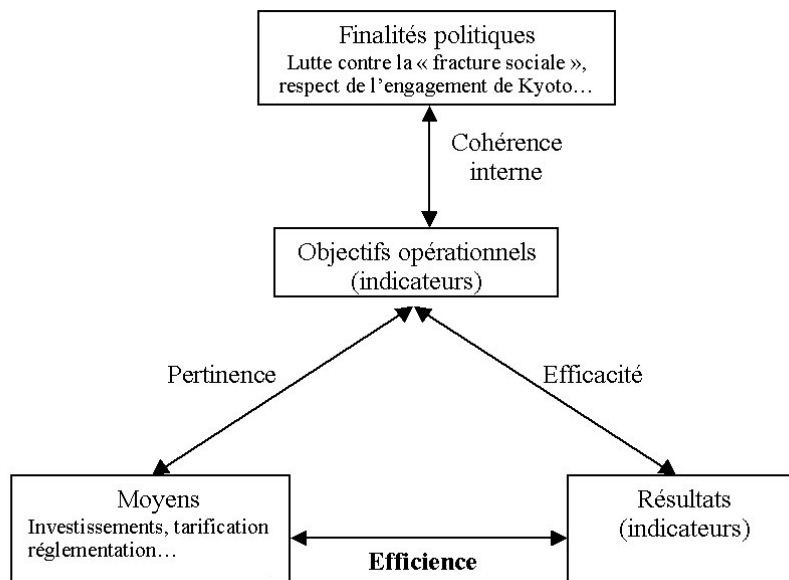 Finalités politiques
Lutte contre la « fracture sociale »,
respect de l’engagement de Kyoto…
Cohérence
interne
Objectifs opérationnels
(indicateurs)
Pertinence
Efficacité
Moyens
Investissements, tarification
réglementation…
Résultats
(indicateurs)
Efficience